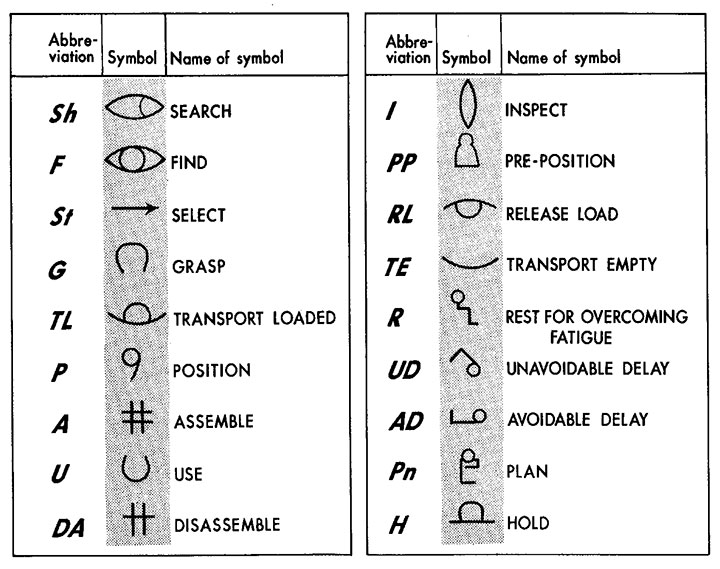 Abbre-
viation Symbol Name of symbol
Sh SEARCH
F FIND
St SELECT
G GRASP
TL TRANSPORT LOADED
P POSITION
A ASSEMBLE
U USE
DA DISASSEMBLE
Abbre-
viation Symbol Name of symbol
I INSPECT
PP PRE-POSITION
RL RELEASE LOAD
TE TRANSPORT EMPTY
R REST FOR OVERCOMING
FATIGUE
UD UNAVOIDABLE DELAY
AD AVOIDABLE DELAY
Pn PLAN
H HOLD